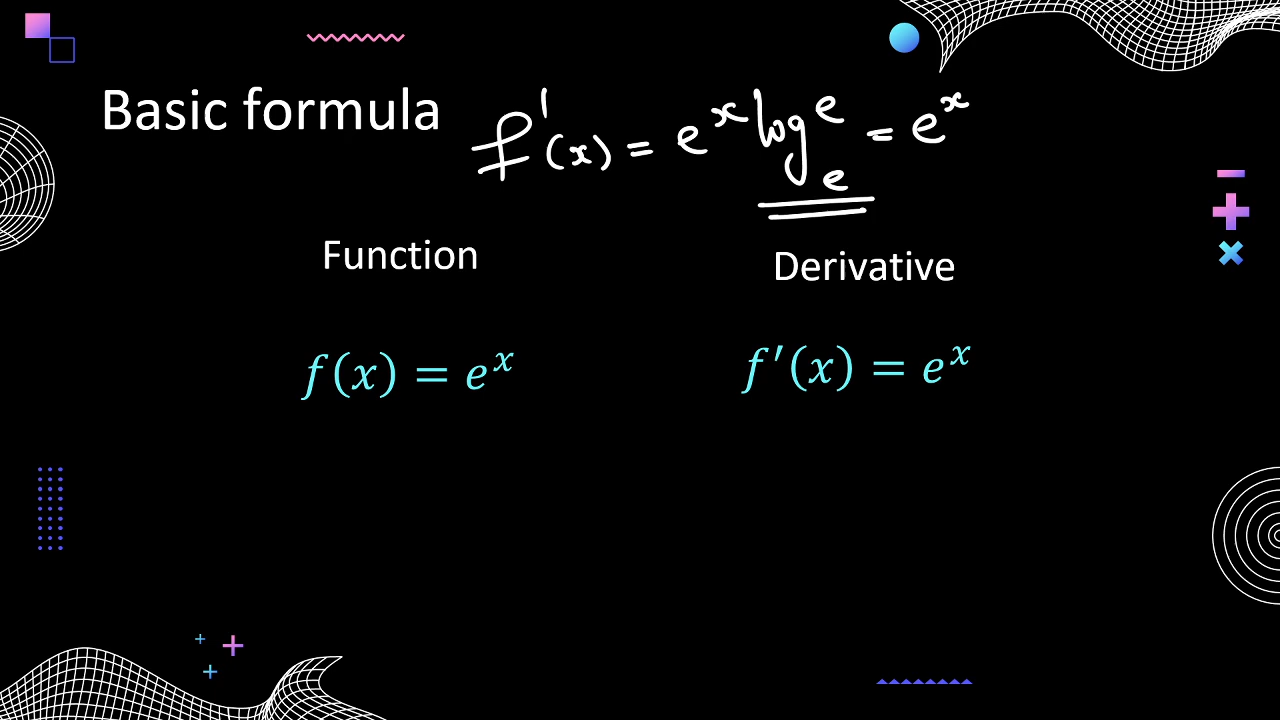 Basic formula f'(x) = e^x log_e e = e^x
Function Derivative
f(x) = e^x f'(x) = e^x